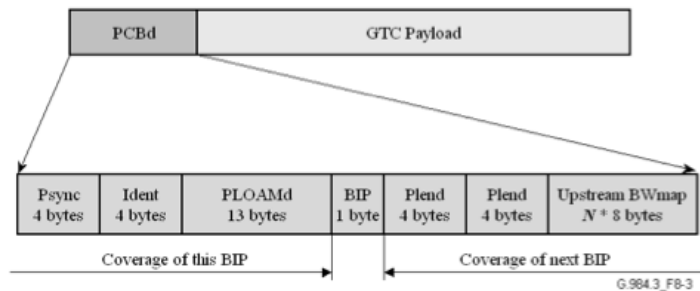 PCBd GTC Payload
Psync Ident PLOAMd BIP Plend Plend Upstream BWmap
4 bytes 4 bytes 13 bytes 1 byte 4 bytes 4 bytes N * 8 bytes
Coverage of this BIP Coverage of next BIP
G.984.3_F8-3